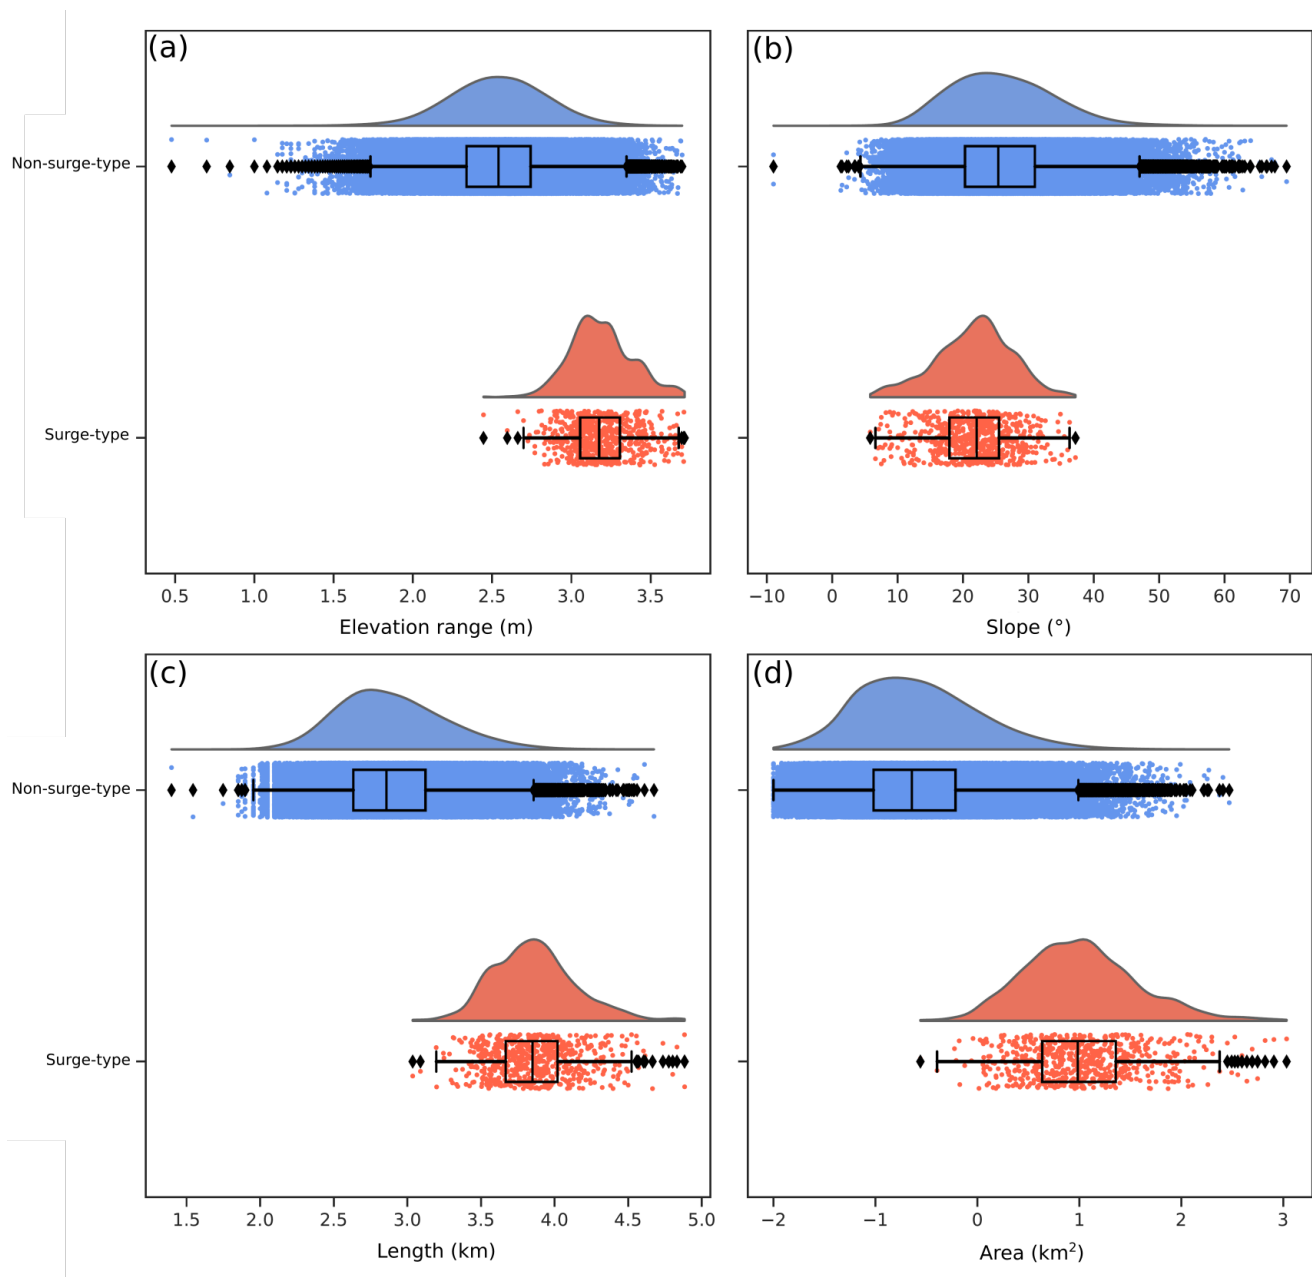 (a)
(b)
Non-surge-type
Surge-type
0.5 1.0 1.5 2.0 2.5 3.0 3.5
−10 0 10 20 30 40 50 60 70
Elevation range (m)
Slope (°)
(c)
(d)
Non-surge-type
Surge-type
1.5 2.0 2.5 3.0 3.5 4.0 4.5 5.0
−2 −1 0 1 2 3
Length (km)
Area (km²)